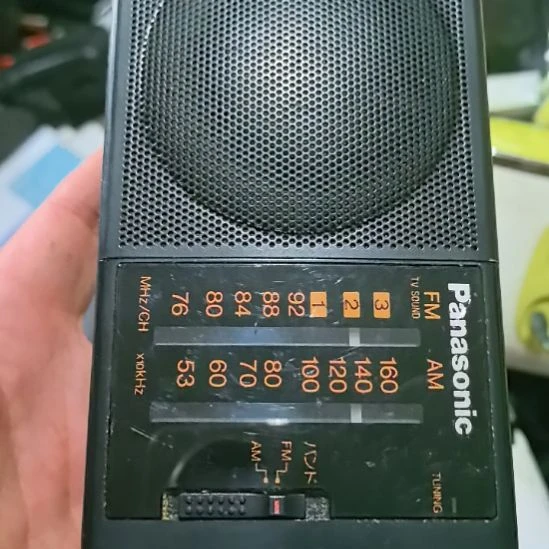 Panasonic
FM
TV SOUND
76 80 84 88 92 1 2 3
MHz/CH
AM
53 60 70 80 100 120 140 160
x10kHz
TUNING
バンド
FM
AM